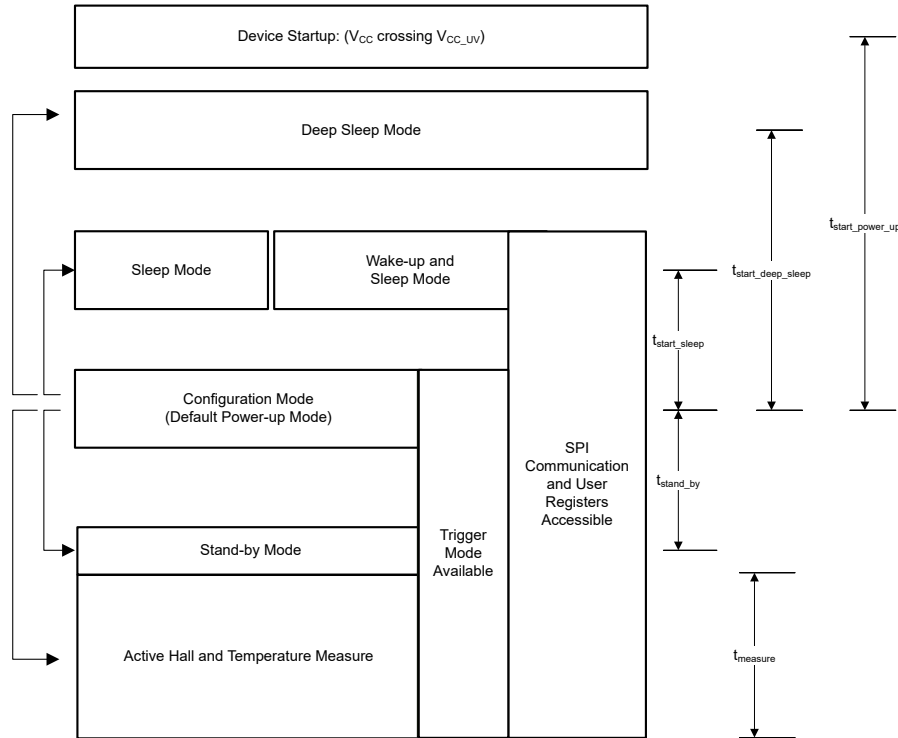 Device Startup: (VCC crossing VCC_UV)
Deep Sleep Mode
Sleep Mode
Wake-up and
Sleep Mode
Configuration Mode
(Default Power-up Mode)
Stand-by Mode
Active Hall and Temperature Measure
Trigger
Mode
Available
SPI
Communication
and User
Registers
Accessible
tstart_sleep
tstand_by
tstart_deep_sleep
tmeasure
tstart_power_up